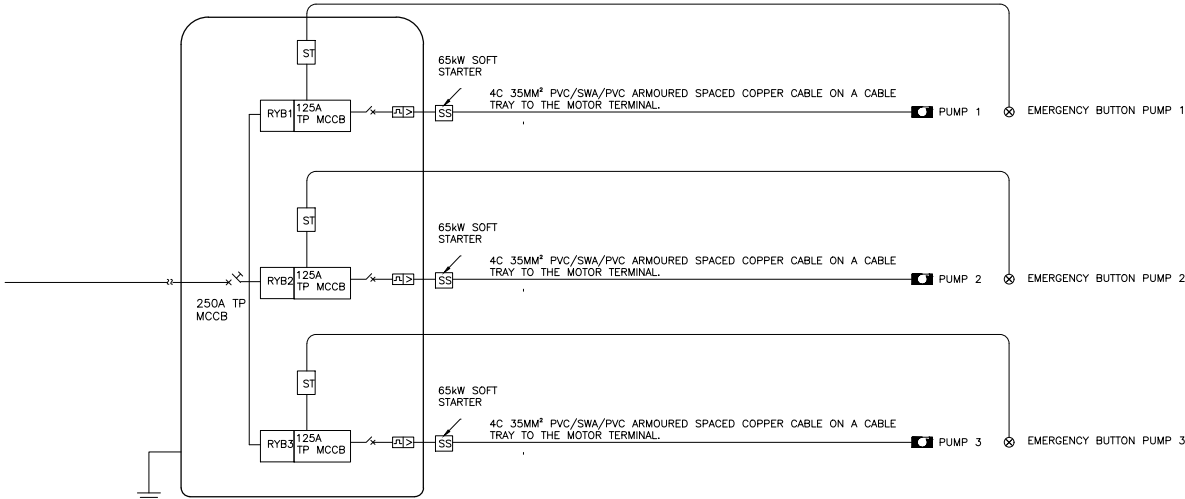 ST
65kW SOFT
STARTER
4C 35MM² PVC/SWA/PVC ARMOURED SPACED COPPER CABLE ON A CABLE
TRAY TO THE MOTOR TERMINAL.
RYB1
125A
TP MCCB
SS
PUMP 1
EMERGENCY BUTTON PUMP 1
ST
65kW SOFT
STARTER
4C 35MM² PVC/SWA/PVC ARMOURED SPACED COPPER CABLE ON A CABLE
TRAY TO THE MOTOR TERMINAL.
250A TP
MCCB
RYB2
125A
TP MCCB
SS
PUMP 2
EMERGENCY BUTTON PUMP 2
ST
65kW SOFT
STARTER
4C 35MM² PVC/SWA/PVC ARMOURED SPACED COPPER CABLE ON A CABLE
TRAY TO THE MOTOR TERMINAL.
RYB3
125A
TP MCCB
SS
PUMP 3
EMERGENCY BUTTON PUMP 3